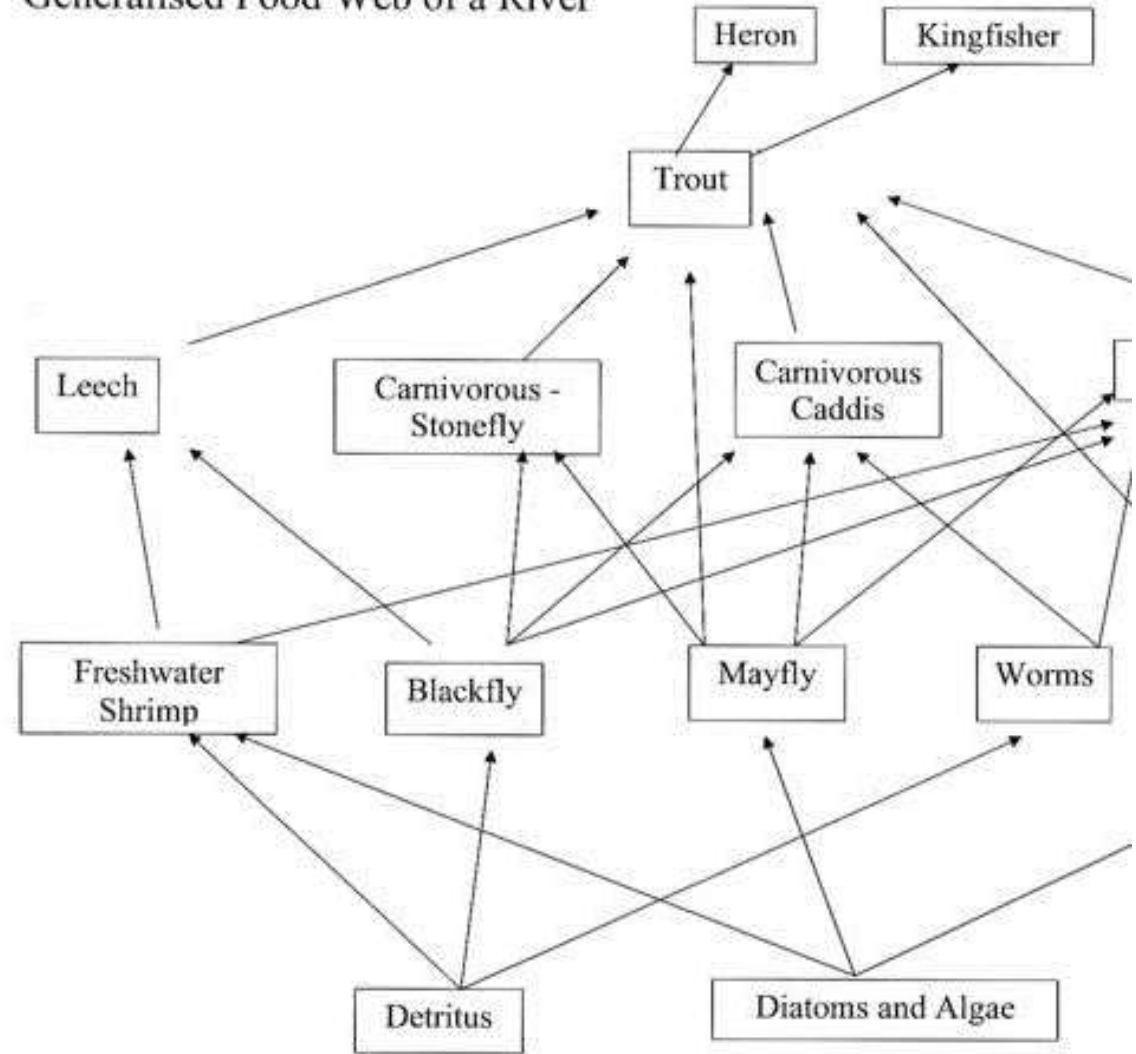 Generalised Food Web of a River
Heron
Kingfisher
Trout
Leech
Carnivorous -
Stonefly
Carnivorous
Caddis
Freshwater
Shrimp
Blackfly
Mayfly
Worms
Detritus
Diatoms and Algae